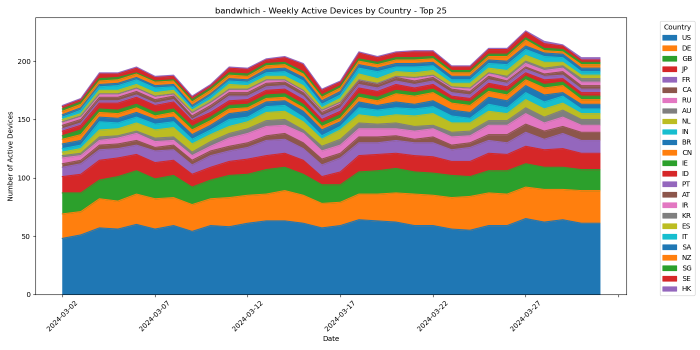 bandwhich - Weekly Active Devices by Country - Top 25
Number of Active Devices
200
150
100
50
0
2024-03-02
2024-03-07
2024-03-12
2024-03-17
2024-03-22
2024-03-27
Date
Country
US
DE
GB
JP
FR
CA
RU
AU
NL
IN
BR
CN
IE
ID
PT
AT
IR
KR
ES
IT
SA
NZ
SG
SE
HK